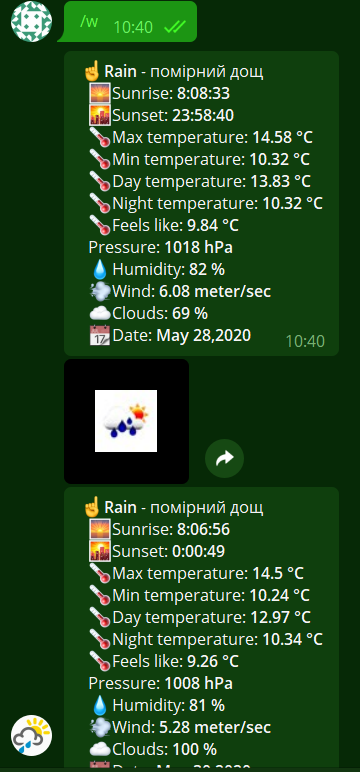 /w 10:40
Rain - помірний дощ
Sunrise: 8:08:33
Sunset: 23:58:40
Max temperature: 14.58 °C
Min temperature: 10.32 °C
Day temperature: 13.83 °C
Night temperature: 10.32 °C
Feels like: 9.84 °C
Pressure: 1018 hPa
Humidity: 82 %
Wind: 6.08 meter/sec
Clouds: 69 %
Date: May 28,2020 10:40
Rain - помірний дощ
Sunrise: 8:06:56
Sunset: 0:00:49
Max temperature: 14.5 °C
Min temperature: 10.24 °C
Day temperature: 12.97 °C
Night temperature: 10.34 °C
Feels like: 9.26 °C
Pressure: 1008 hPa
Humidity: 81 %
Wind: 5.28 meter/sec
Clouds: 100 %